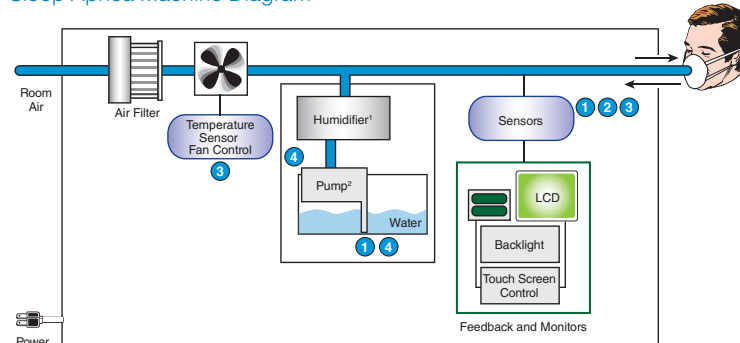 Sleep Apnea Machine Diagram
Room
Air
Air Filter
Temperature
Sensor
Fan Control
3
Humidifier¹
4
Pump²
Water
1 4
Sensors
1 2 3
LCD
Backlight
Touch Screen
Control
Feedback and Monitors
Power